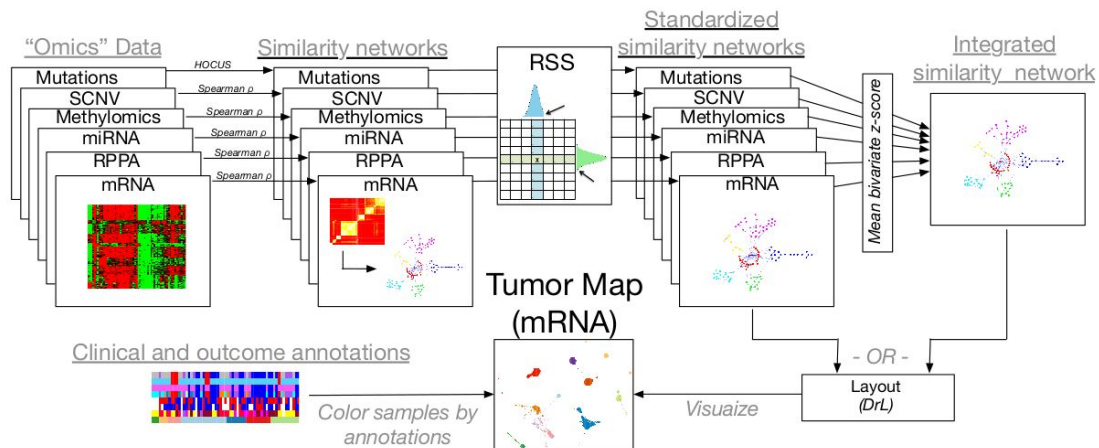 “Omics” Data
Mutations
SCNV
Methylomics
miRNA
RPPA
mRNA
HOCUS
Spearman ρ
Spearman ρ
Spearman ρ
Spearman ρ
Spearman ρ
Similarity networks
Mutations
SCNV
Methylomics
miRNA
RPPA
mRNA
RSS
x
Standardized
similarity networks
Mutations
SCNV
Methylomics
miRNA
RPPA
mRNA
Mean bivariate z-score
Integrated
similarity network
Tumor Map
(mRNA)
Clinical and outcome annotations
Color samples by
annotations
Visuaize
- OR -
Layout
(DrL)